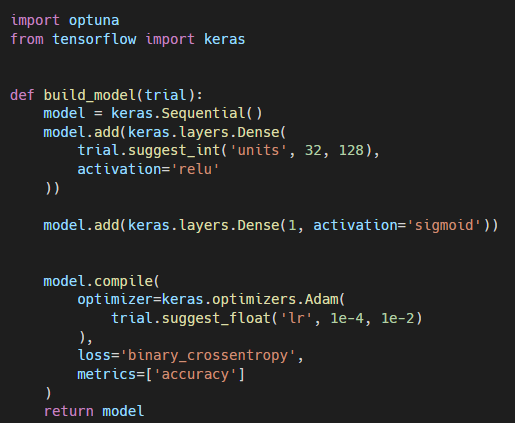 import optuna
from tensorflow import keras
def build_model(trial):
    model = keras.Sequential()
    model.add(keras.layers.Dense(
        trial.suggest_int('units', 32, 128),
        activation='relu'
    ))
    model.add(keras.layers.Dense(1, activation='sigmoid'))
    model.compile(
        optimizer=keras.optimizers.Adam(
            trial.suggest_float('lr', 1e-4, 1e-2)
        ),
        loss='binary_crossentropy',
        metrics=['accuracy']
    )
    return model